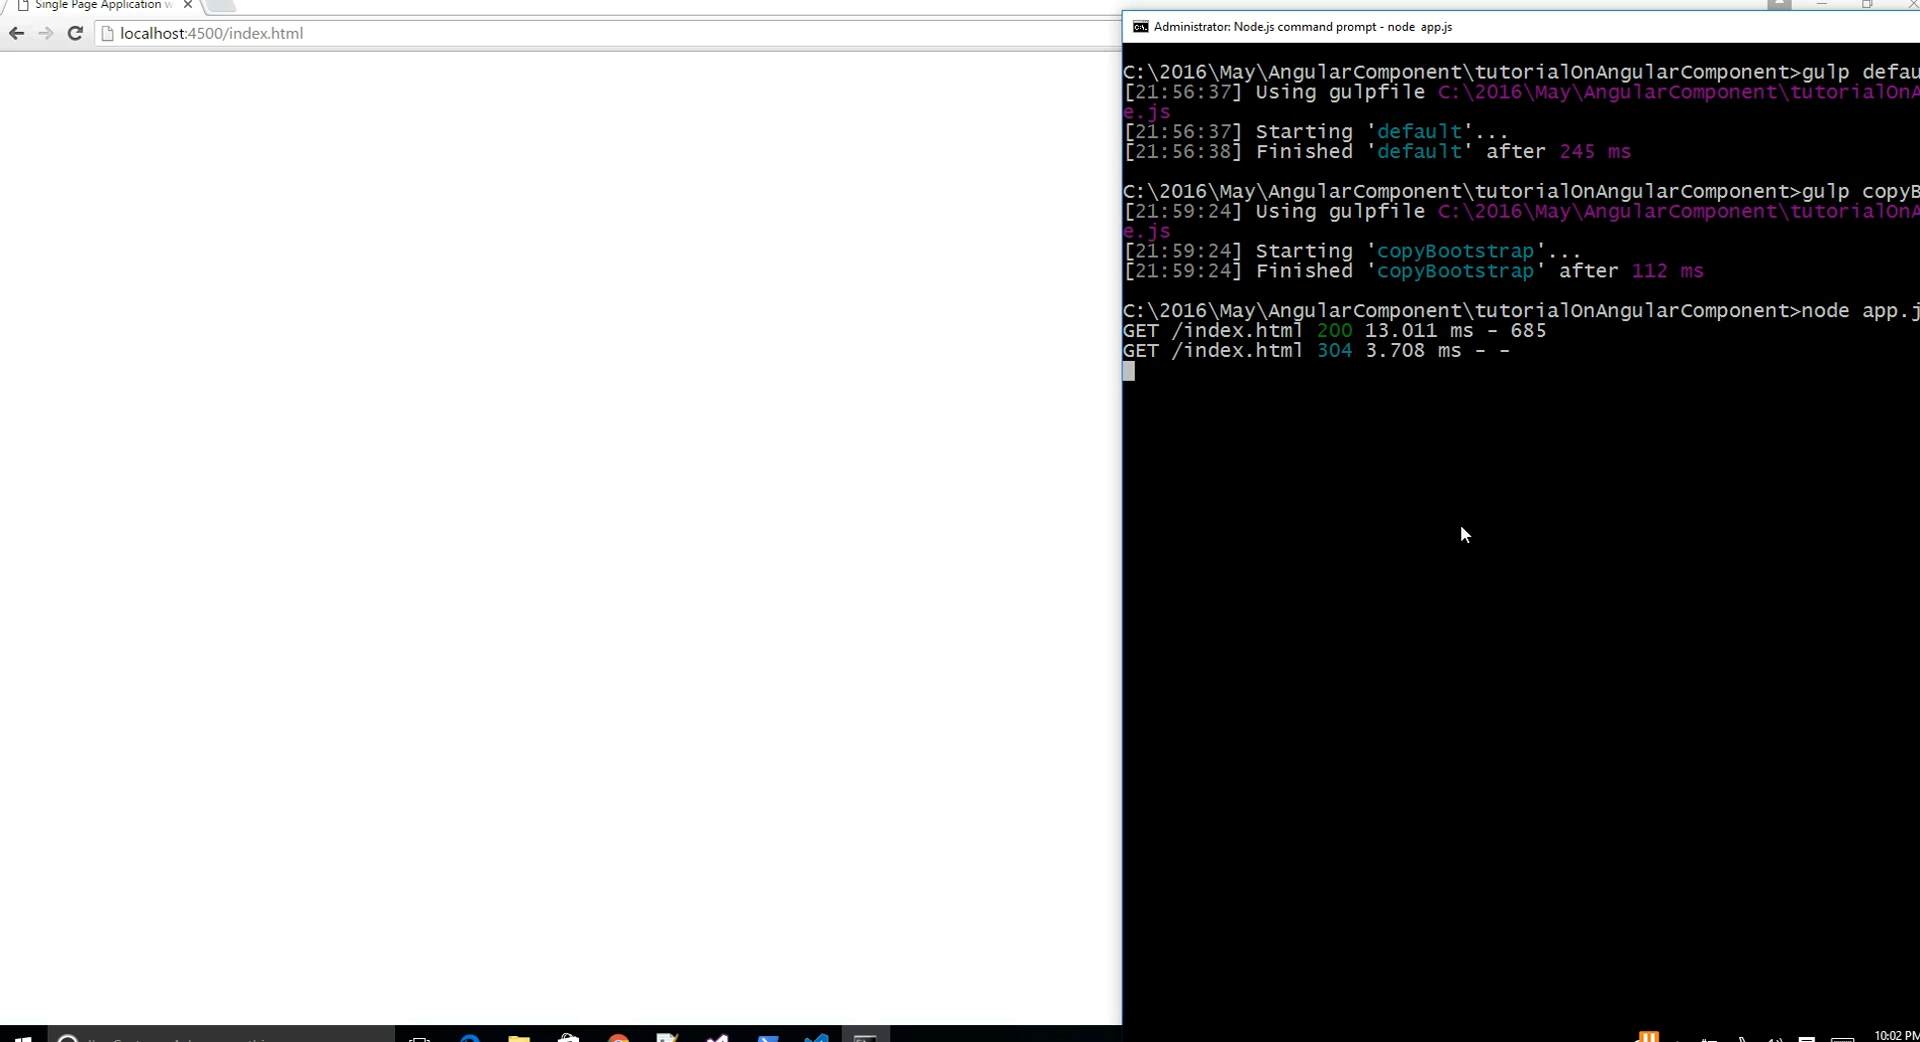 Single Page Application w
localhost:4500/index.html
Administrator: Node.js command prompt - node app.js
C:\2016\May\AngularComponent\tutorialOnAngularComponent>gulp defau
[21:56:37] Using gulpfile C:\2016\May\AngularComponent\tutorialOnA
e.js
[21:56:37] Starting 'default'...
[21:56:38] Finished 'default' after 245 ms
C:\2016\May\AngularComponent\tutorialOnAngularComponent>gulp copyB
[21:59:24] Using gulpfile C:\2016\May\AngularComponent\tutorialOnA
e.js
[21:59:24] Starting 'copyBootstrap'...
[21:59:24] Finished 'copyBootstrap' after 112 ms
C:\2016\May\AngularComponent\tutorialOnAngularComponent>node app.j
GET /index.html 200 13.011 ms - 685
GET /index.html 304 3.708 ms - -
10:02 PM